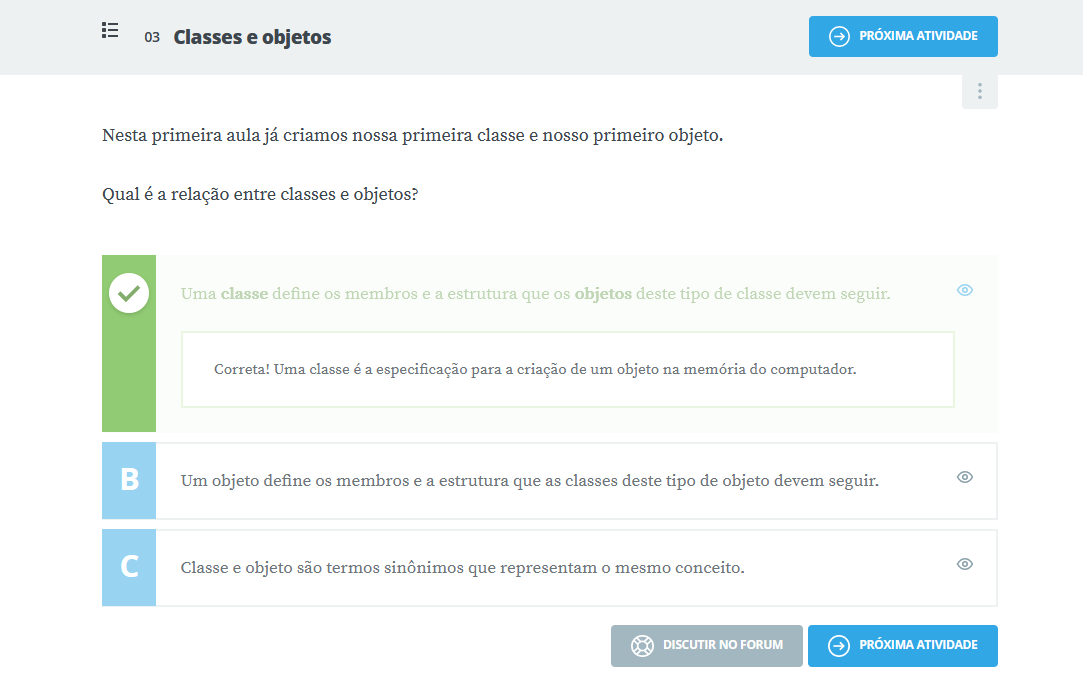 03 Classes e objetos
PRÓXIMA ATIVIDADE
Nesta primeira aula já criamos nossa primeira classe e nosso primeiro objeto.
Qual é a relação entre classes e objetos?
Uma classe define os membros e a estrutura que os objetos deste tipo de classe devem seguir.
Correta! Uma classe é a especificação para a criação de um objeto na memória do computador.
B
Um objeto define os membros e a estrutura que as classes deste tipo de objeto devem seguir.
C
Classe e objeto são termos sinônimos que representam o mesmo conceito.
DISCUTIR NO FORUM
PRÓXIMA ATIVIDADE